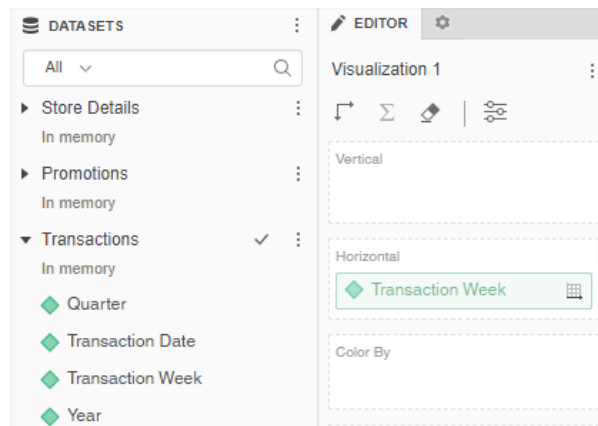 DATASETS
All
Store Details
In memory
Promotions
In memory
Transactions
In memory
Quarter
Transaction Date
Transaction Week
Year
EDITOR
Visualization 1
Vertical
Horizontal
Transaction Week
Color By